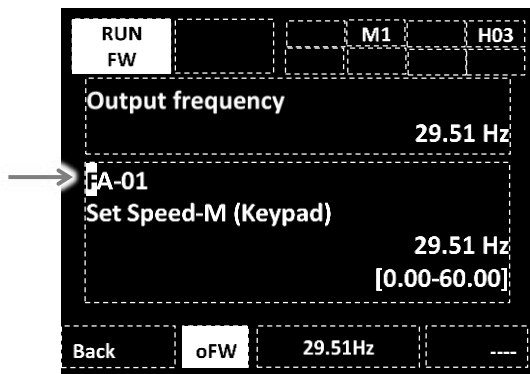 RUN
FW
M1
H03
Output frequency
29.51 Hz
FA-01
Set Speed-M (Keypad)
29.51 Hz
[0.00-60.00]
Back
oFW
29.51Hz
----